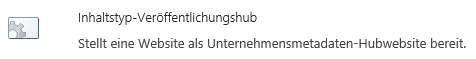 Inhaltstyp-Veröffentlichungshub
Stellt eine Website als Unternehmensmetadaten-Hubwebsite bereit.